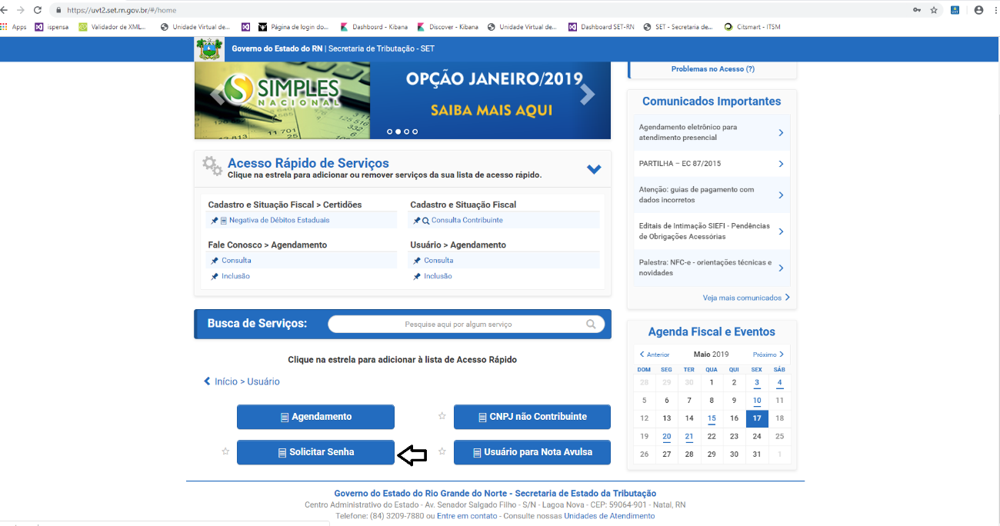 https://uvt2.set.rn.gov.br/#/home
Apps ispensa Validador de XML... Unidade Virtual de... Página de login do... Dashbosrd - Kibana Discover - Kibana Unidade Virtual de... Dashboard SET-RN SET - Secretaria de... Citsmart - ITSM
Governo do Estado do RN | Secretaria de Tributação - SET
SIMPLES
NACIONAL
OPÇÃO JANEIRO/2019
SAIBA MAIS AQUI
Acesso Rápido de Serviços
Clique na estrela para adicionar ou remover serviços da sua lista de acesso rápido.
Cadastro e Situação Fiscal > Certidões
Negativa de Débitos Estaduais
Cadastro e Situação Fiscal
Consulta Contribuinte
Fale Conosco > Agendamento
Consulta
Inclusão
Usuário > Agendamento
Consulta
Inclusão
Busca de Serviços:
Pesquise aqui por algum serviço
Clique na estrela para adicionar à lista de Acesso Rápido
Início > Usuário
Agendamento
CNPJ não Contribuinte
Solicitar Senha
Usuário para Nota Avulsa
Problemas no Acesso (?)
Comunicados Importantes
Agendamento eletrônico para
atendimento presencial
PARTILHA – EC 87/2015
Atenção: guias de pagamento com
dados incorretos
Editais de Intimação SIEFI - Pendências
de Obrigações Acessórias
Palestra: NFC-e - orientações técnicas e
novidades
Veja mais comunicados
Agenda Fiscal e Eventos
Anterior Maio 2019 Próximo
DOM SEG TER QUA QUI SEX SÁB
28 29 30 1 2 3 4
5 6 7 8 9 10 11
12 13 14 15 16 17 18
19 20 21 22 23 24 25
26 27 28 29 30 31 1
Governo do Estado do Rio Grande do Norte - Secretaria de Estado da Tributação
Centro Administrativo do Estado - Av. Senador Salgado Filho - S/N - Lagoa Nova - CEP: 59064-901 - Natal, RN
Telefone: (84) 3209-7880 ou Entre em contato - Consulte nossas Unidades de Atendimento